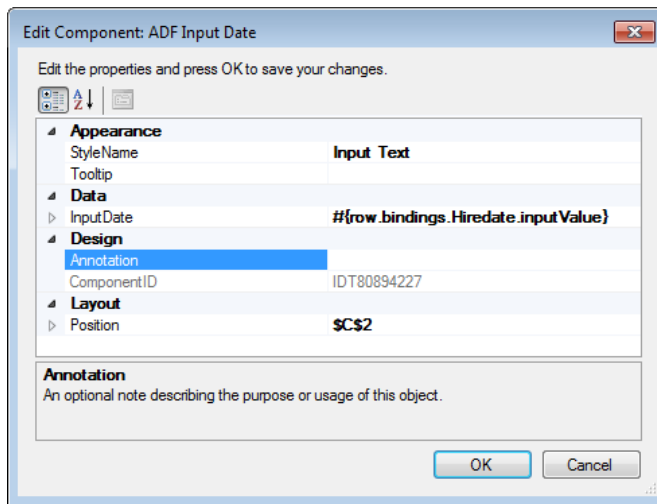 Edit Component: ADF Input Date
Edit the properties and press OK to save your changes.
A
Z
Appearance
StyleName Input Text
Tooltip
Data
InputDate #{row.bindings.Hiredate.inputValue}
Design
Annotation
ComponentID IDT80894227
Layout
Position $C$2
Annotation
An optional note describing the purpose or usage of this object.
OK Cancel